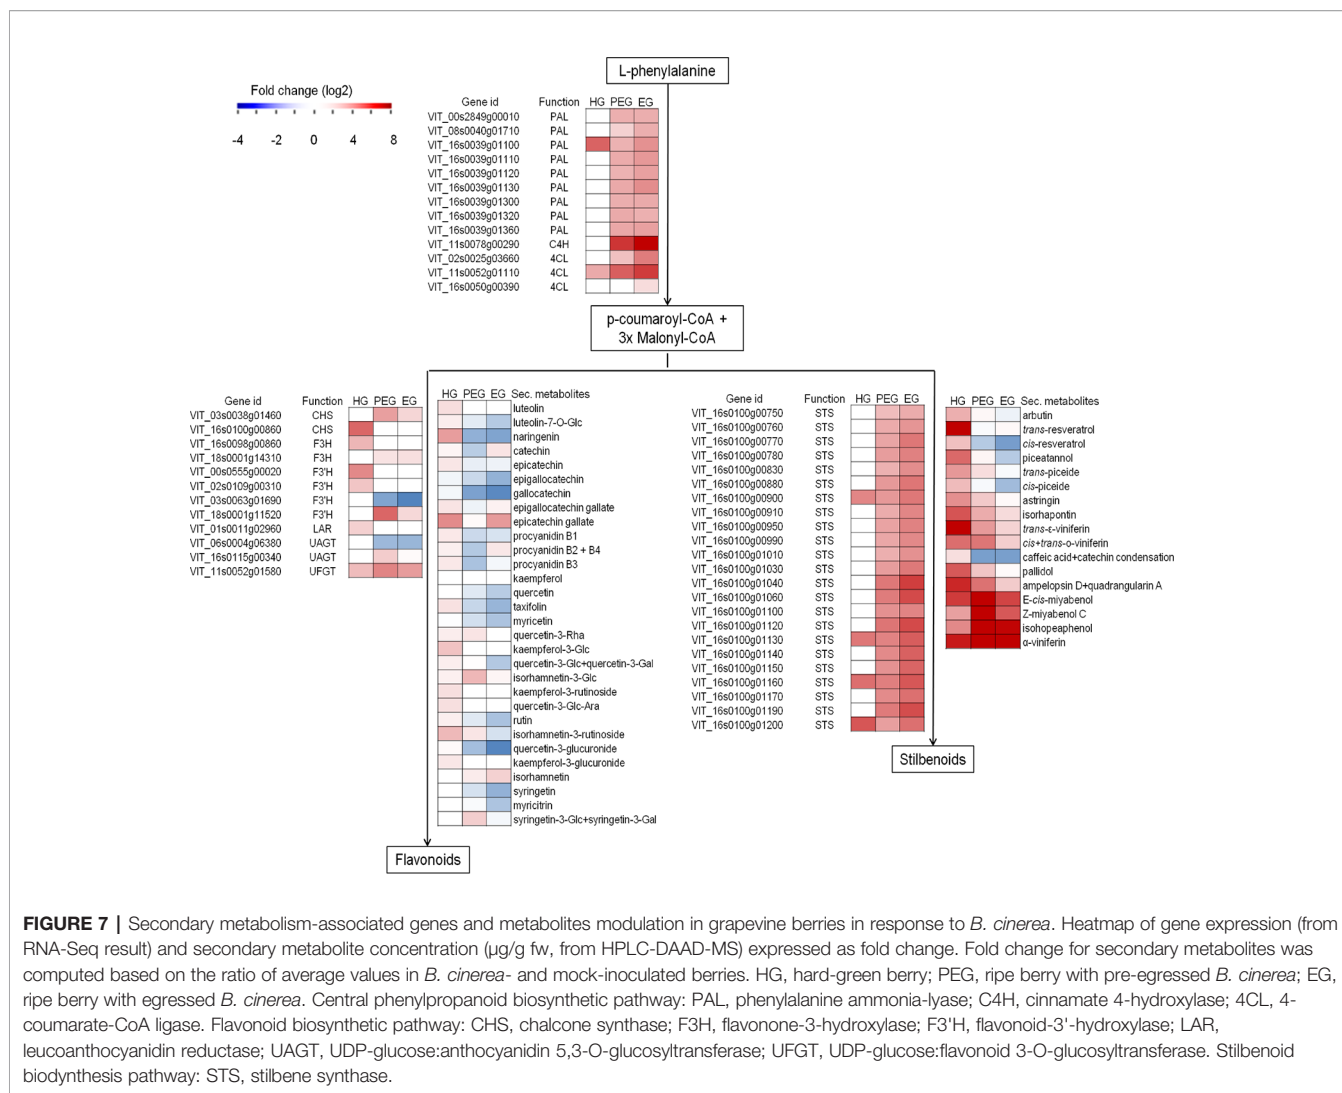 L-phenylalanine
Fold change (log2)
-4 -2 0 4 8
Gene id Function HG PEG EG
VIT_00s2849g00010 PAL
VIT_08s0040g01710 PAL
VIT_16s0039g01100 PAL
VIT_16s0039g01110 PAL
VIT_16s0039g01120 PAL
VIT_16s0039g01130 PAL
VIT_16s0039g01300 PAL
VIT_16s0039g01320 PAL
VIT_16s0039g01360 PAL
VIT_11s0078g00290 C4H
VIT_02s0025g03660 4CL
VIT_11s0052g01110 4CL
VIT_16s0050g00390 4CL
p-coumaroyl-CoA +
3x Malonyl-CoA
Gene id Function HG PEG EG
VIT_03s0038g01460 CHS
VIT_16s0100g00860 CHS
VIT_16s0098g00860 F3H
VIT_18s0001g14310 F3H
VIT_00s0555g00020 F3'H
VIT_02s0109g00310 F3'H
VIT_03s0063g01690 F3'H
VIT_18s0001g11520 F3'H
VIT_01s0011g02960 LAR
VIT_06s0004g06380 UAGT
VIT_16s0115g00340 UAGT
VIT_11s0052g01580 UFGT
HG PEG EG Sec. metabolites
luteolin
luteolin-7-O-Glc
naringenin
catechin
epicatechin
epigallocatechin
gallocatechin
epigallocatechin gallate
epicatechin gallate
procyanidin B1
procyanidin B2 + B4
procyanidin B3
kaempferol
quercetin
taxifolin
myricetin
quercetin-3-Rha
kaempferol-3-Glc
quercetin-3-Glc+quercetin-3-Gal
isorhamnetin-3-Glc
kaempferol-3-rutinoside
quercetin-3-Glc-Ara
rutin
isorhamnetin-3-rutinoside
quercetin-3-glucuronide
kaempferol-3-glucuronide
isorhamnetin
syringetin
myricitrin
syringetin-3-Glc+syringetin-3-Gal
Flavonoids
Gene id Function HG PEG EG
VIT_16s0100g00750 STS
VIT_16s0100g00760 STS
VIT_16s0100g00770 STS
VIT_16s0100g00780 STS
VIT_16s0100g00830 STS
VIT_16s0100g00880 STS
VIT_16s0100g00900 STS
VIT_16s0100g00910 STS
VIT_16s0100g00950 STS
VIT_16s0100g00990 STS
VIT_16s0100g01010 STS
VIT_16s0100g01030 STS
VIT_16s0100g01040 STS
VIT_16s0100g01060 STS
VIT_16s0100g01100 STS
VIT_16s0100g01120 STS
VIT_16s0100g01130 STS
VIT_16s0100g01140 STS
VIT_16s0100g01150 STS
VIT_16s0100g01160 STS
VIT_16s0100g01170 STS
VIT_16s0100g01190 STS
VIT_16s0100g01200 STS
HG PEG EG Sec. metabolites
arbutin
trans-resveratrol
cis-resveratrol
piceatannol
trans-piceide
cis-piceide
astringin
isorhapontin
trans-ε-viniferin
cis+trans-o-viniferin
caffeic acid+catechin condensation
pallidol
ampelopsin D+quadrangularin A
E-cis-miyabenol
Z-miyabenol C
isohopeaphenol
α-viniferin
Stilbenoids
FIGURE 7 | Secondary metabolism-associated genes and metabolites modulation in grapevine berries in response to B. cinerea. Heatmap of gene expression (from
RNA-Seq result) and secondary metabolite concentration (µg/g fw, from HPLC-DAAD-MS) expressed as fold change. Fold change for secondary metabolites was
computed based on the ratio of average values in B. cinerea- and mock-inoculated berries. HG, hard-green berry; PEG, ripe berry with pre-egressed B. cinerea; EG,
ripe berry with egressed B. cinerea. Central phenylpropanoid biosynthetic pathway: PAL, phenylalanine ammonia-lyase; C4H, cinnamate 4-hydroxylase; 4CL, 4-
coumarate-CoA ligase. Flavonoid biosynthetic pathway: CHS, chalcone synthase; F3H, flavonone-3-hydroxylase; F3'H, flavonoid-3'-hydroxylase; LAR,
leucoanthocyanidin reductase; UAGT, UDP-glucose:anthocyanidin 5,3-O-glucosyltransferase; UFGT, UDP-glucose:flavonoid 3-O-glucosyltransferase. Stilbenoid
biodynthesis pathway: STS, stilbene synthase.